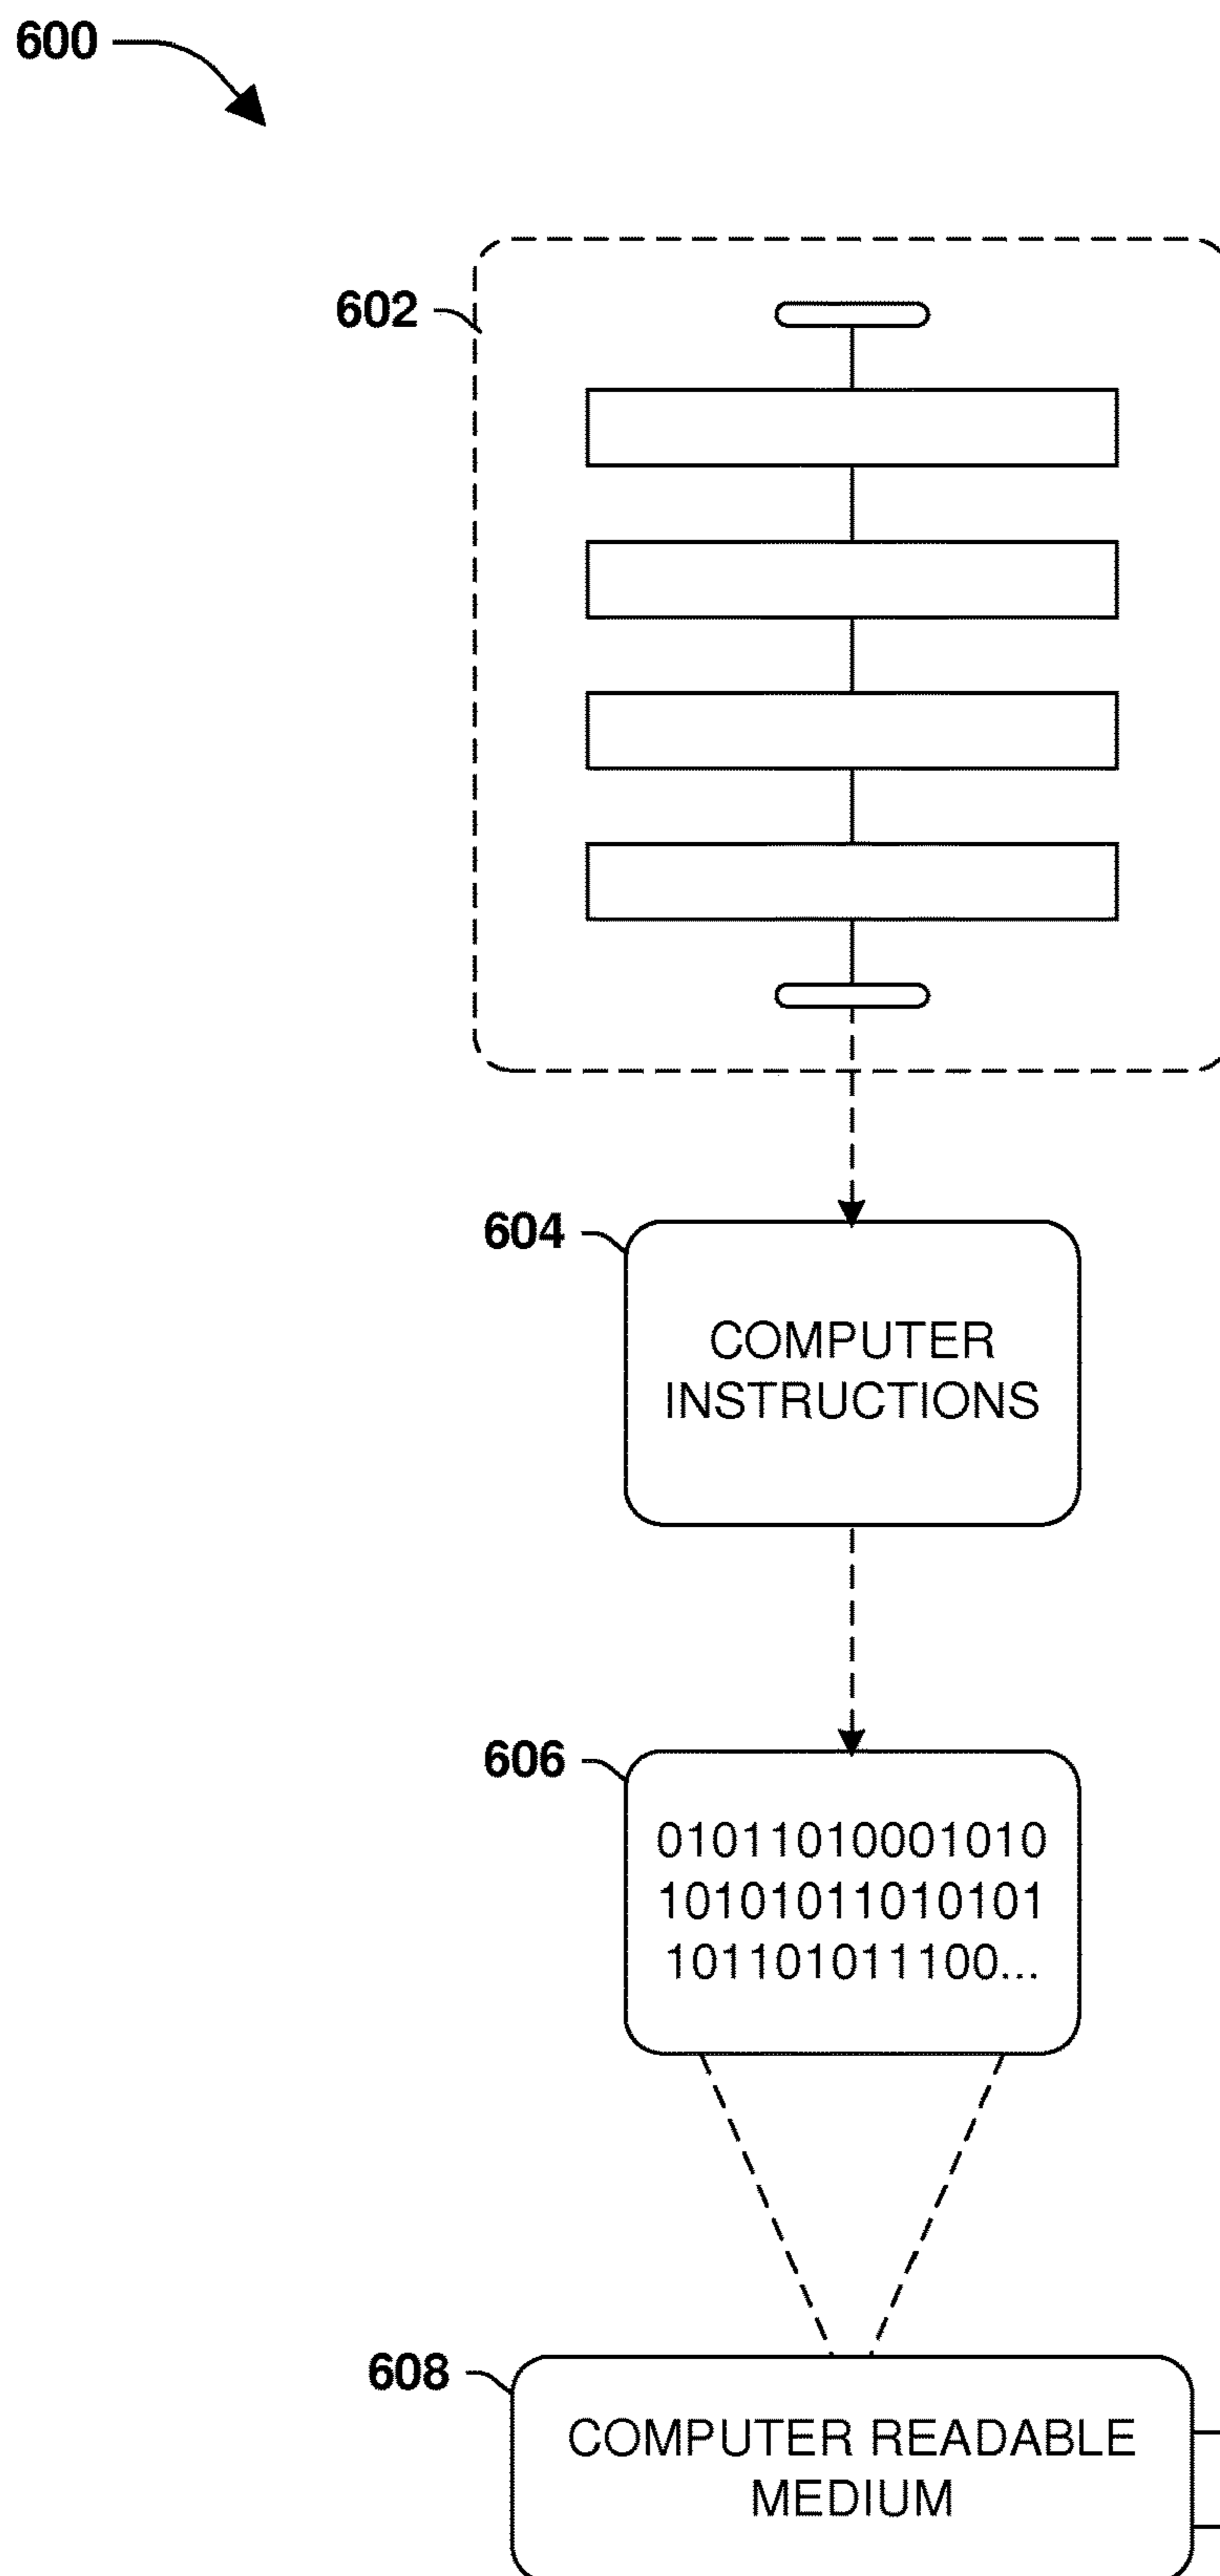 600
602
604
COMPUTER
INSTRUCTIONS
606
01011010001010
10101011010101
101101011100...
608
COMPUTER READABLE
MEDIUM